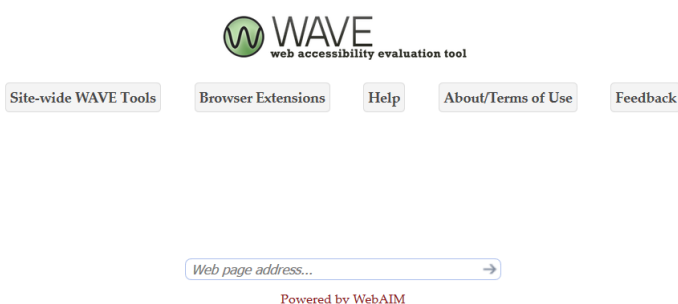 WAVE
web accessibility evaluation tool
Site-wide WAVE Tools Browser Extensions Help About/Terms of Use Feedback
Web page address...
Powered by WebAIM